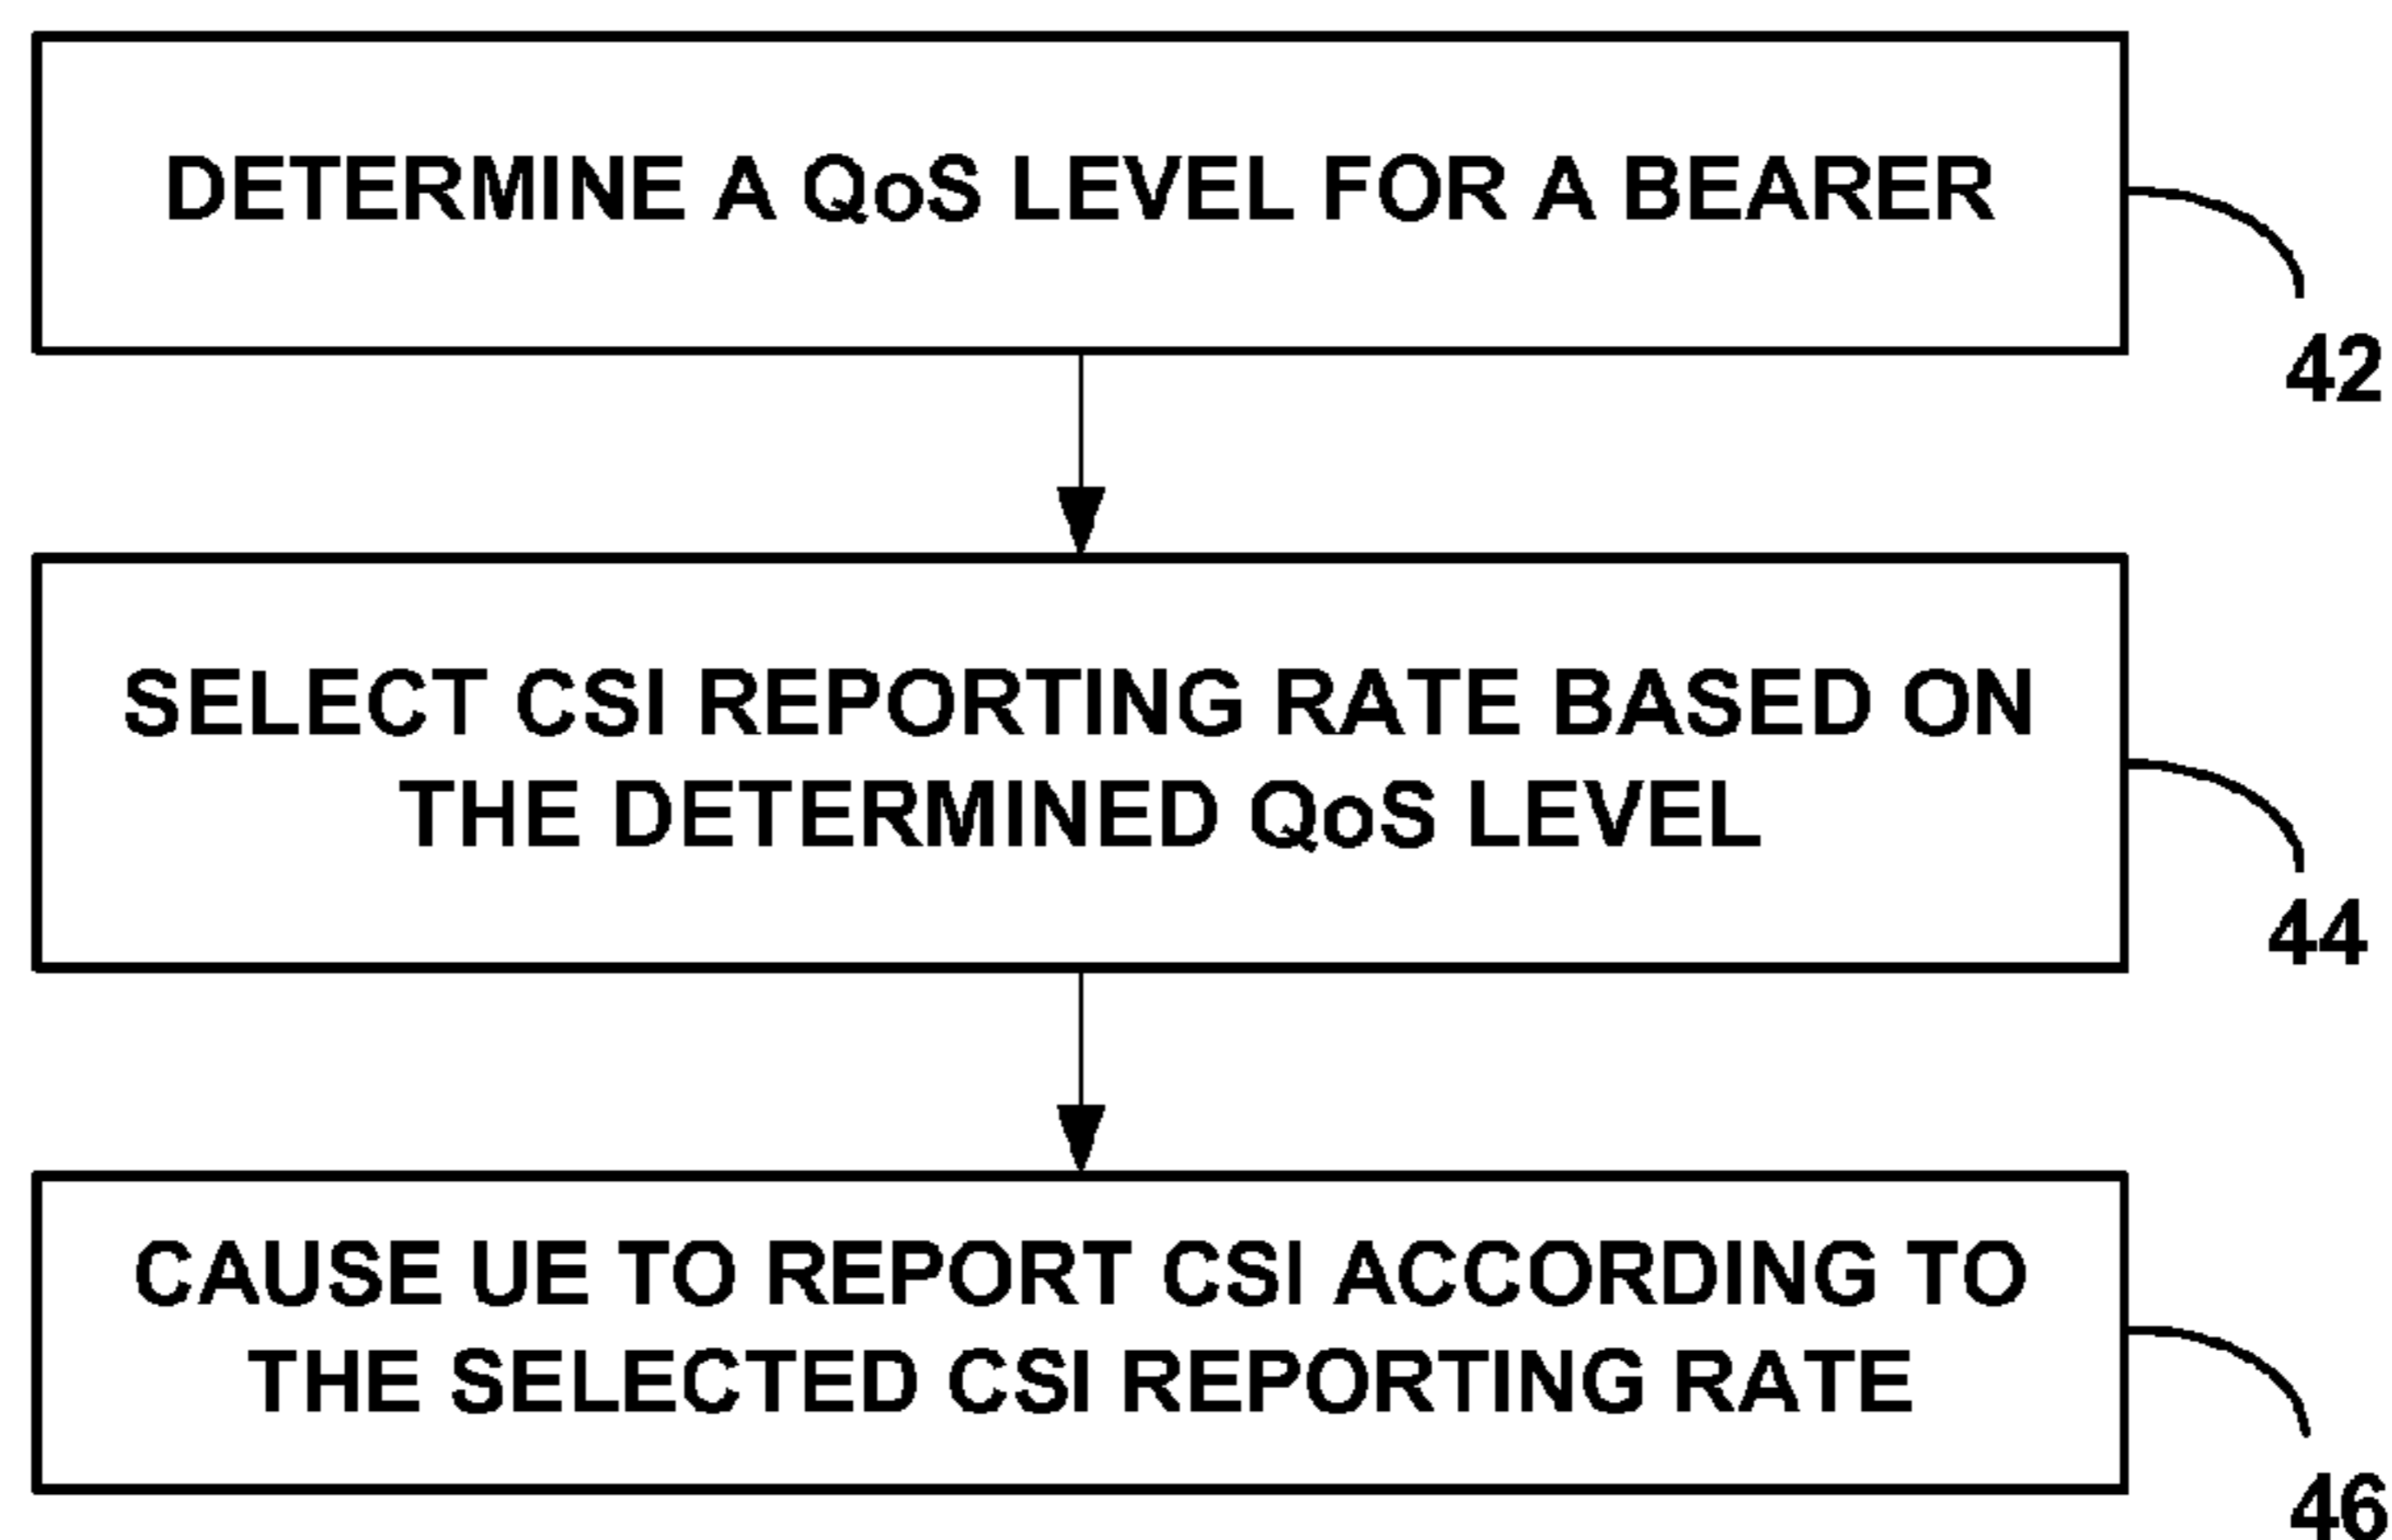 DETERMINE A QoS LEVEL FOR A BEARER
42
SELECT CSI REPORTING RATE BASED ON
THE DETERMINED QoS LEVEL
44
CAUSE UE TO REPORT CSI ACCORDING TO
THE SELECTED CSI REPORTING RATE
46